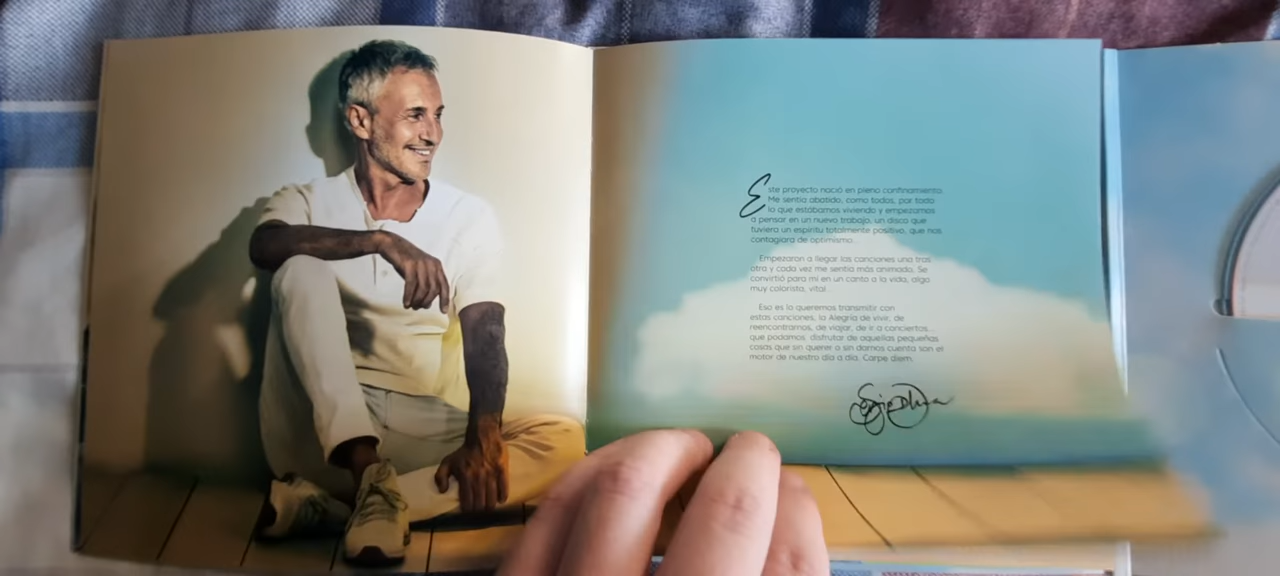 Este proyecto nació en pleno confinamiento.
Me sentía abatido, como todos, por todo
lo que estábamos viviendo y empezamos
a pensar en un nuevo trabajo, un disco que
tuviera un espíritu totalmente positivo, que nos
contagiara de optimismo.
Empezaron a llegar las canciones una tras
otra y cada vez me sentía más animado. Se
convirtió para mí en un canto a la vida, algo
muy colorista, vital...
Eso es lo queremos transmitir con
estas canciones, la Alegría de vivir, de
reencontrarnos, de viajar, de ir a conciertos...
que podamos disfrutar de aquellas pequeñas
cosas que sin querer o sin darnos cuenta son el
motor de nuestro día a día. Carpe diem.